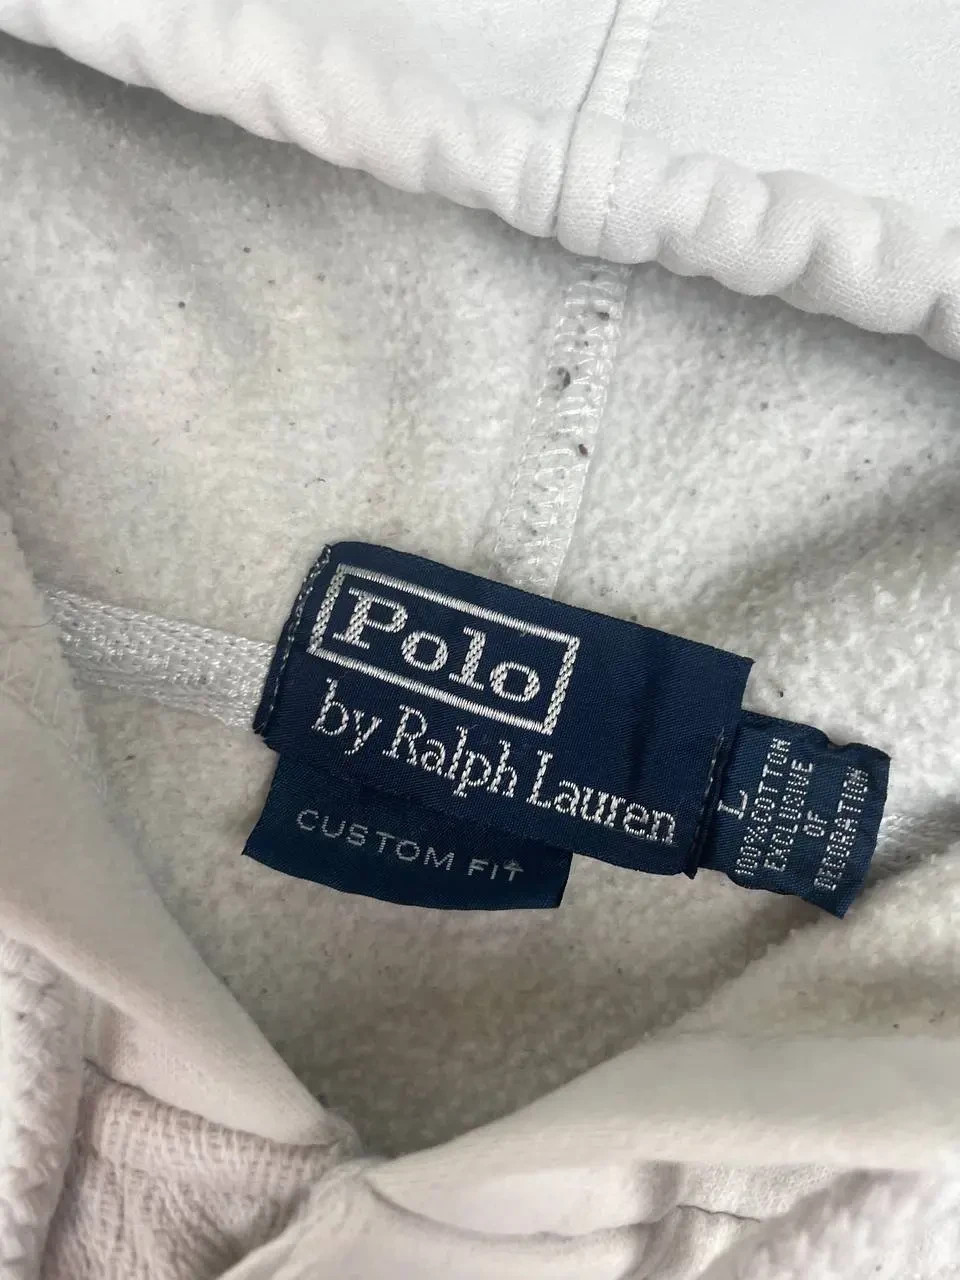 Polo
by Ralph Lauren
CUSTOM FIT
L
100% COTTON
EXCLUSIVE
OF
DECORATION